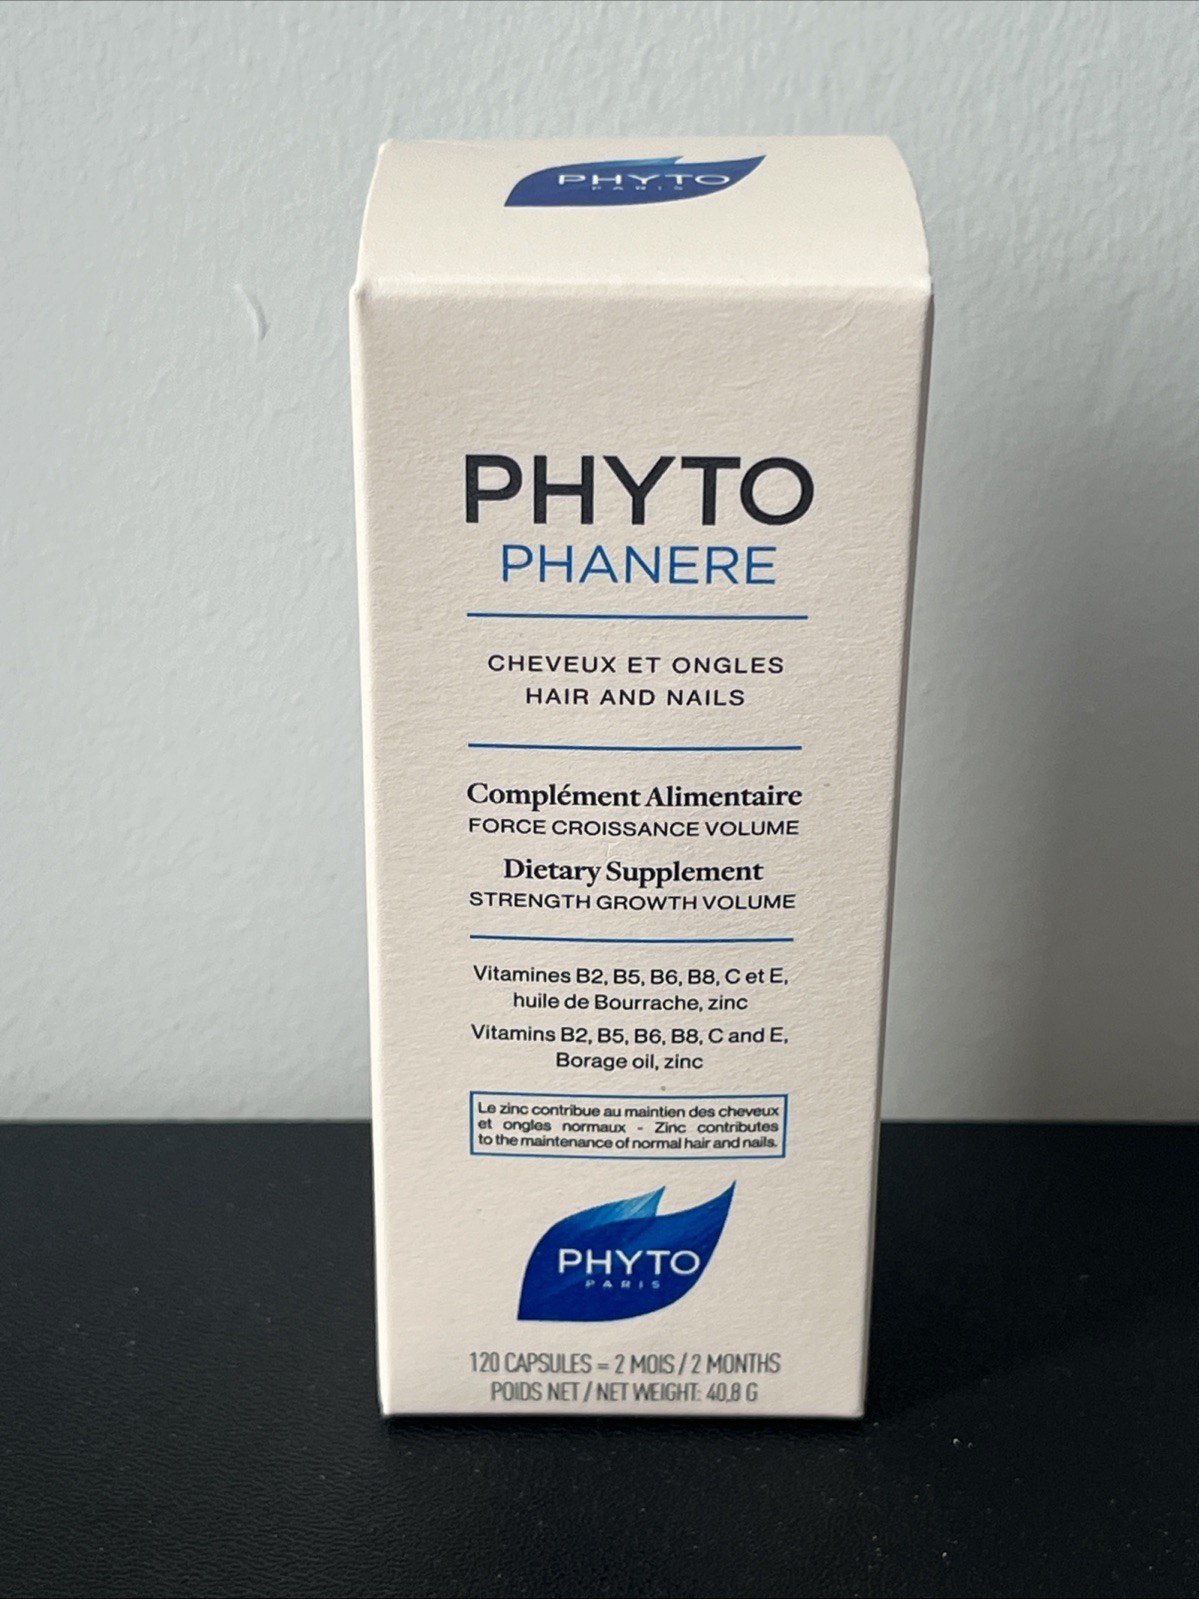 PHYTO
PARIS
PHYTO
PHANERE
CHEVEUX ET ONGLES
HAIR AND NAILS
Complément Alimentaire
FORCE CROISSANCE VOLUME
Dietary Supplement
STRENGTH GROWTH VOLUME
Vitamines B2, B5, B6, B8, C et E,
huile de Bourrache, zinc
Vitamins B2, B5, B6, B8, C and E,
Borage oil, zinc
Le zinc contribue au maintien des cheveux
et ongles normaux - Zinc contributes
to the maintenance of normal hair and nails.
PHYTO
PARIS
120 CAPSULES = 2 MOIS / 2 MONTHS
POIDS NET / NET WEIGHT: 40,8 G